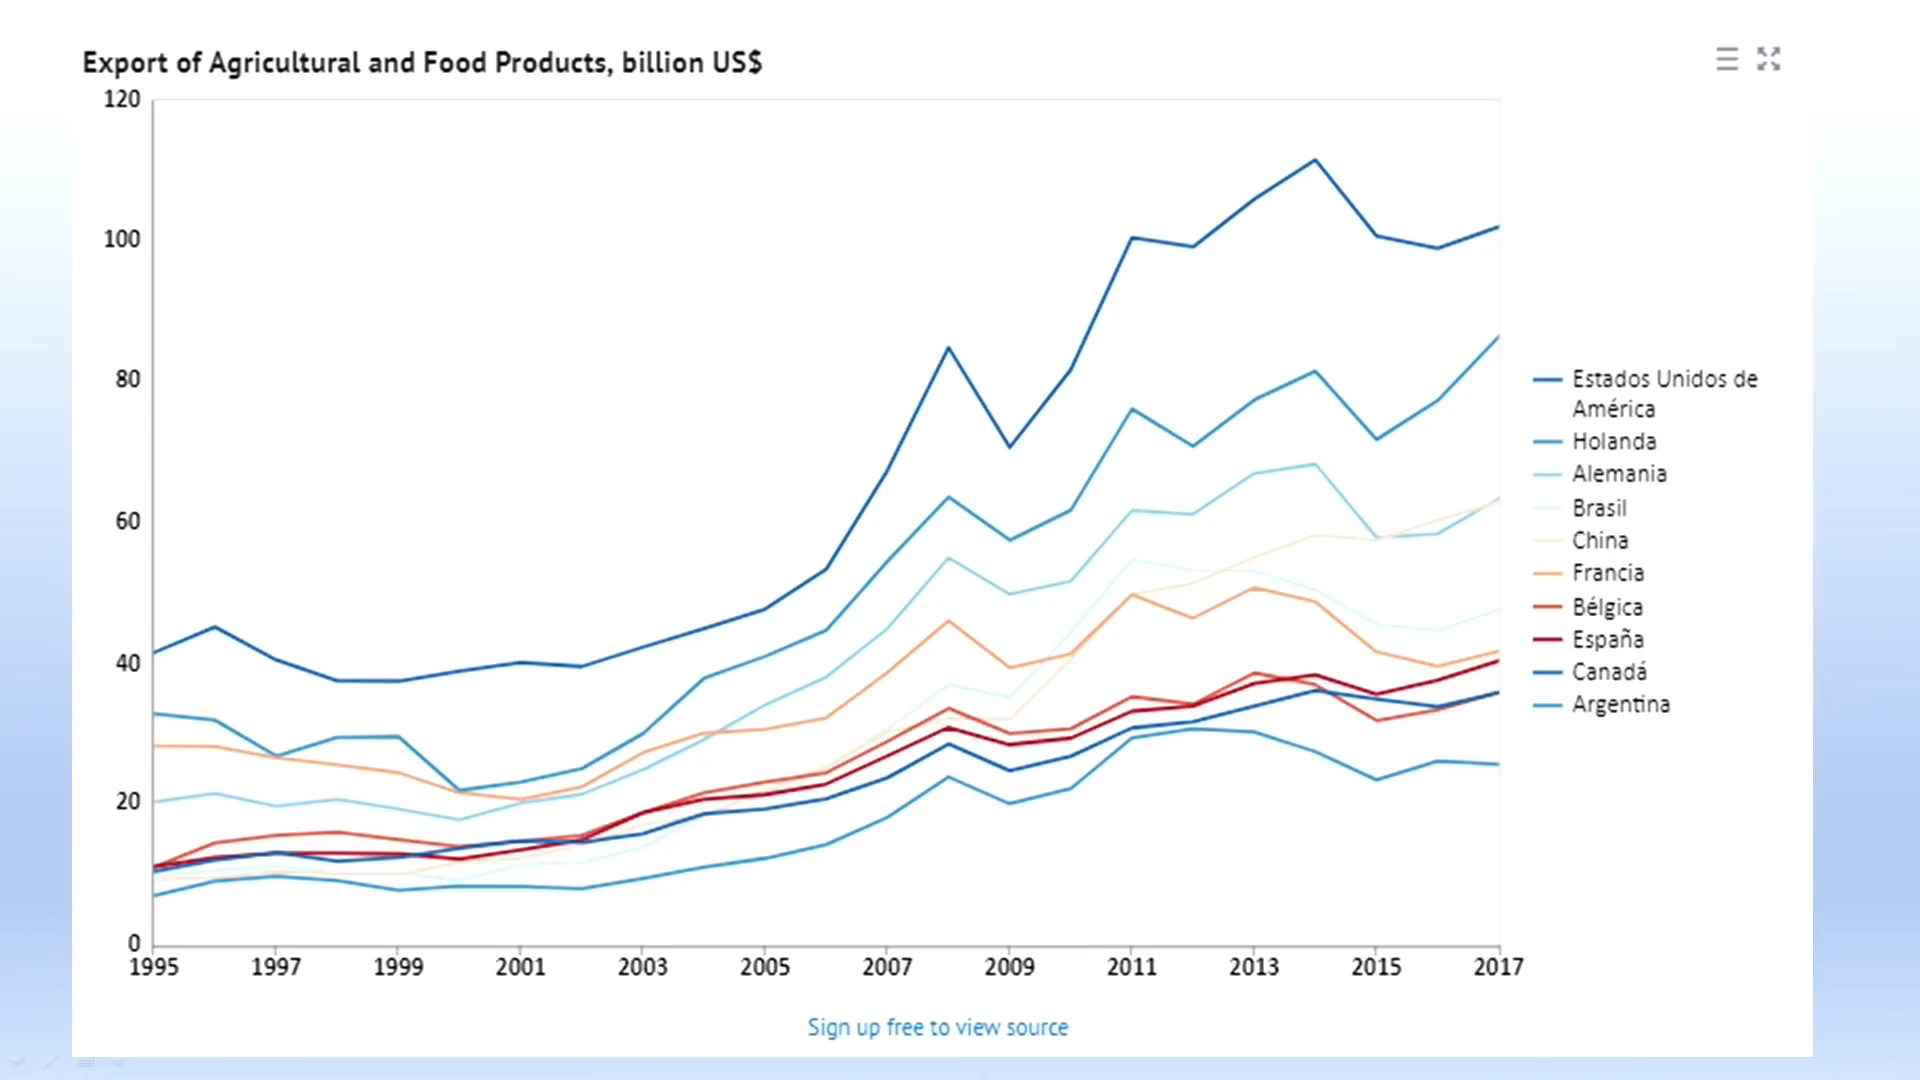 Export of Agricultural and Food Products, billion US$
120
100
80
60
40
20
0
1995 1997 1999 2001 2003 2005 2007 2009 2011 2013 2015 2017
Estados Unidos de
América
Holanda
Alemania
Brasil
China
Francia
Bélgica
España
Canadá
Argentina
Sign up free to view source